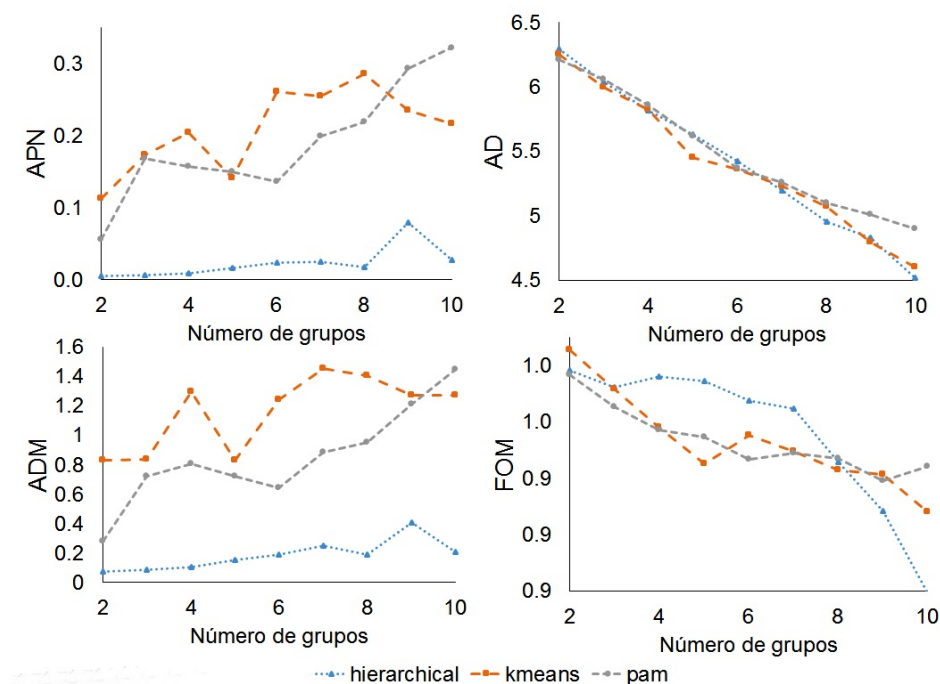 APN
0.3
0.2
0.1
0.0
2 4 6 8 10
Número de grupos
AD
6.5
6
5.5
5
4.5
2 4 6 8 10
Número de grupos
ADM
1.6
1.4
1.2
1
0.8
0.6
0.4
0.2
0
2 4 6 8 10
Número de grupos
FOM
1.0
1.0
0.9
0.9
0.9
2 4 6 8 10
Número de grupos
hierarchical kmeans pam